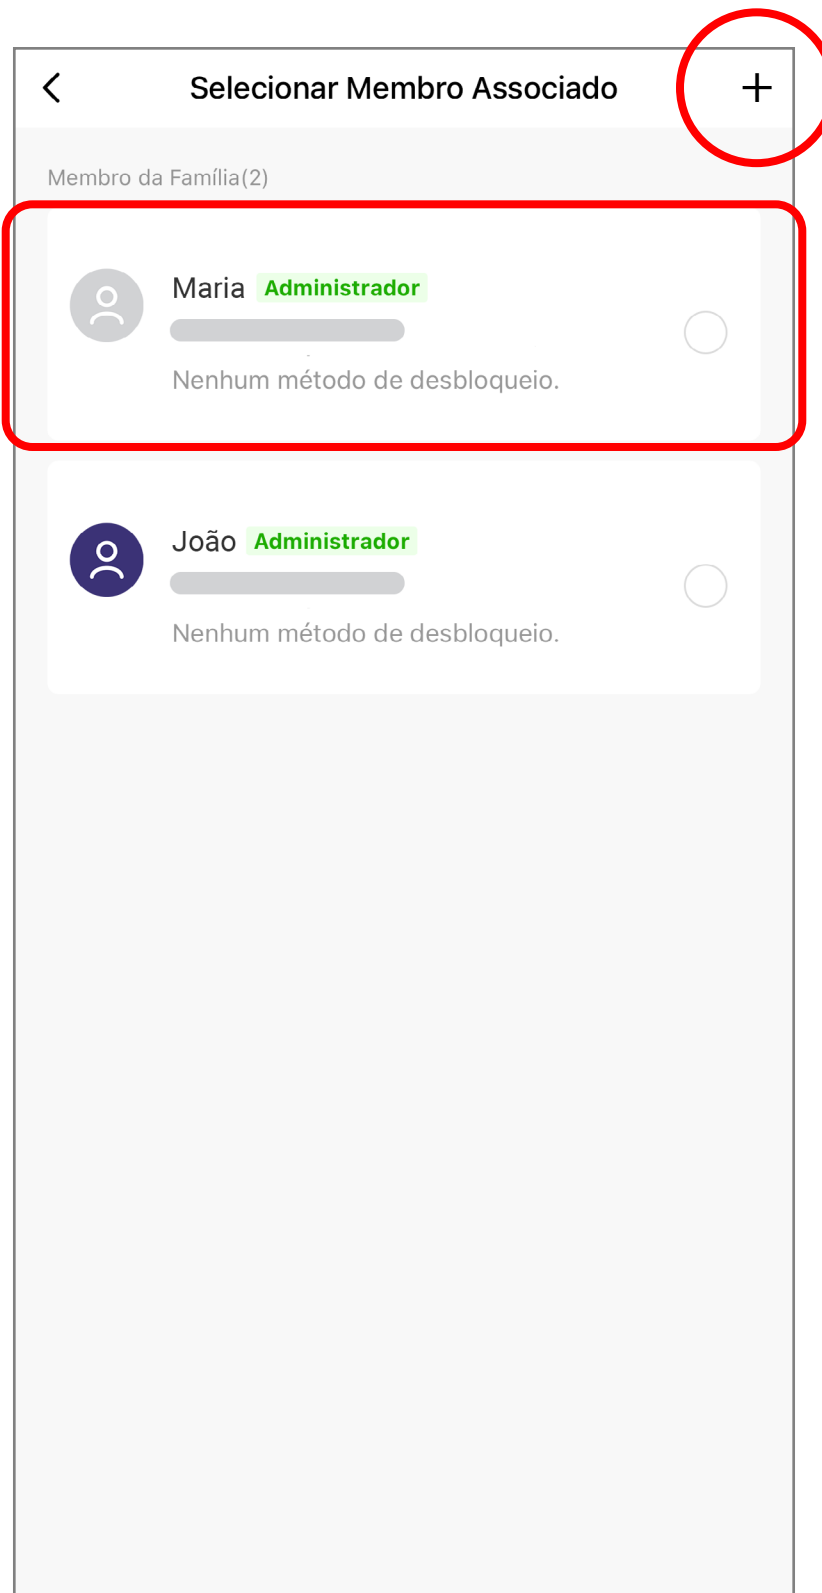 Selecionar Membro Associado
Membro da Família(2)
Maria Administrador
Nenhum método de desbloqueio.
João Administrador
Nenhum método de desbloqueio.